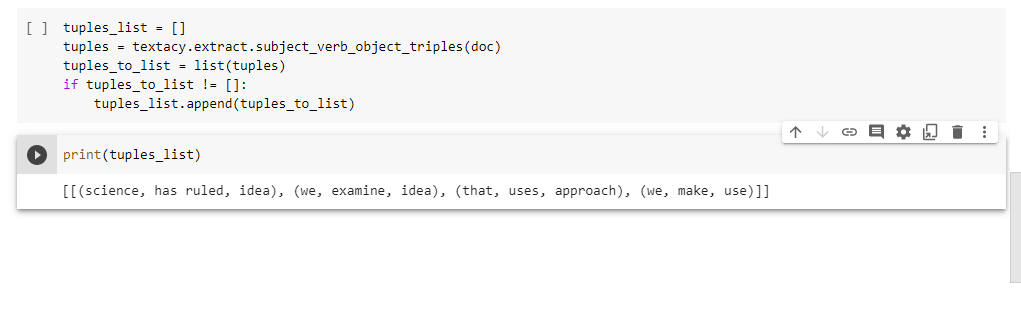 [ ] tuples_list = []
tuples = textacy.extract.subject_verb_object_triples(doc)
tuples_to_list = list(tuples)
if tuples_to_list != []:
    tuples_list.append(tuples_to_list)
print(tuples_list)
[[(science, has ruled, idea), (we, examine, idea), (that, uses, approach), (we, make, use)]]